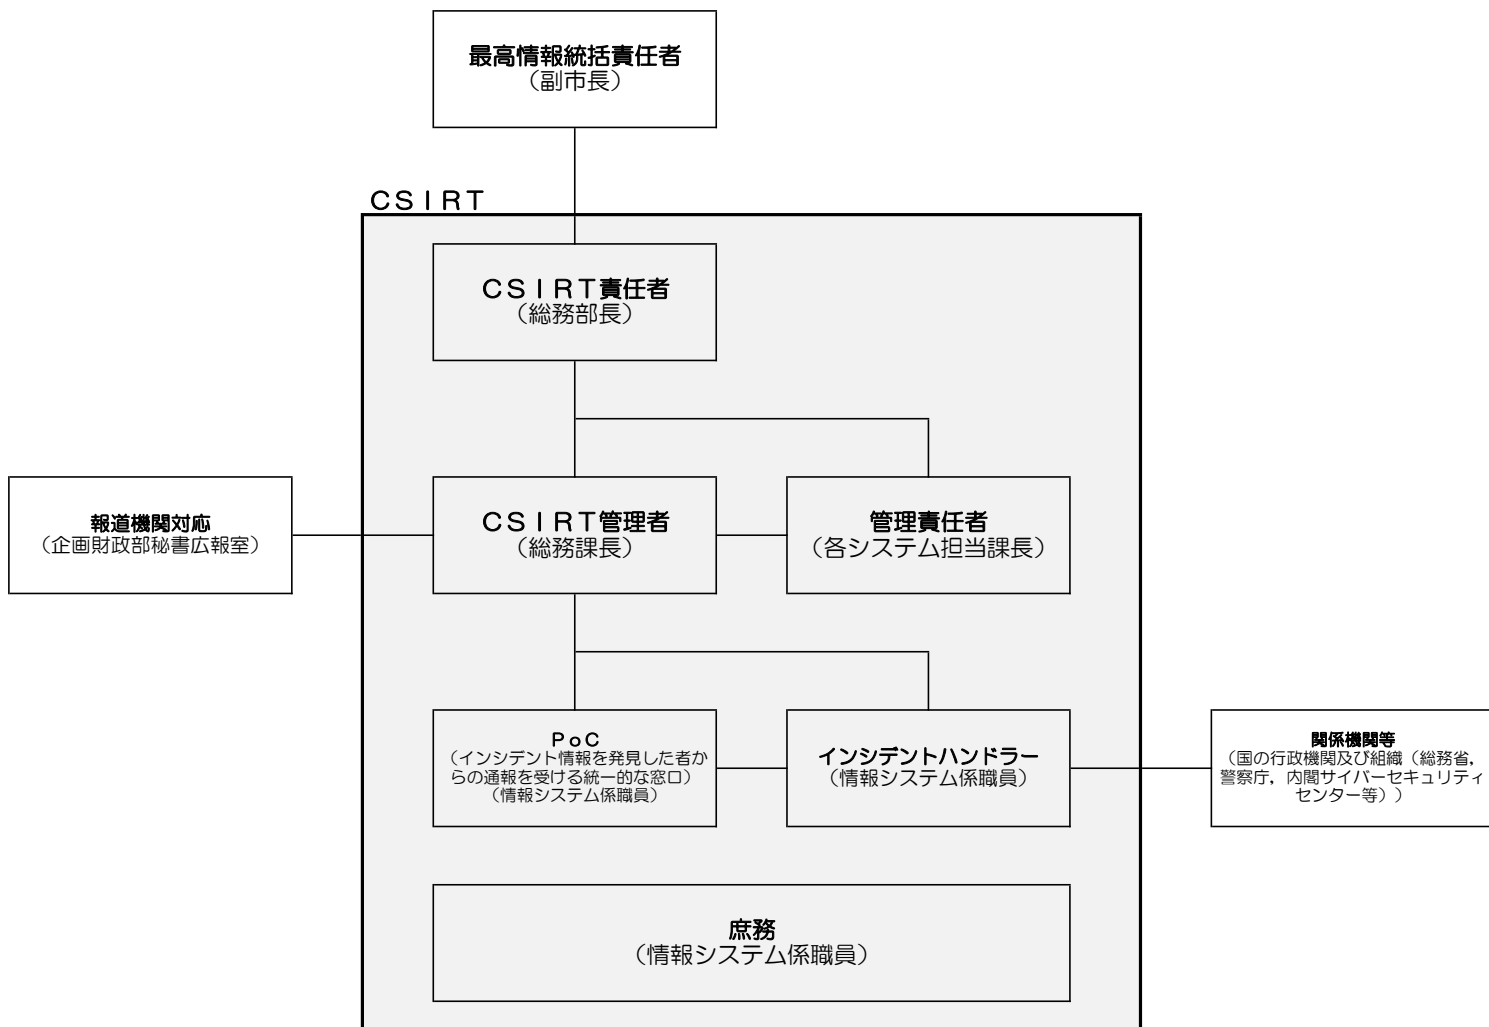 最高情報統括責任者
（副市長）
ＣＳＩＲＴ
ＣＳＩＲＴ責任者
（総務部長）
報道機関対応
（企画財政部秘書広報室）
ＣＳＩＲＴ管理者
（総務課長）
管理責任者
（各システム担当課長）
ＰｏＣ
（インシデント情報を発見した者か
らの通報を受ける統一的な窓口）
（情報システム係職員）
インシデントハンドラー
（情報システム係職員）
関係機関等
（国の行政機関及び組織（総務省，
警察庁，内閣サイバーセキュリティ
センター等））
庶務
（情報システム係職員）